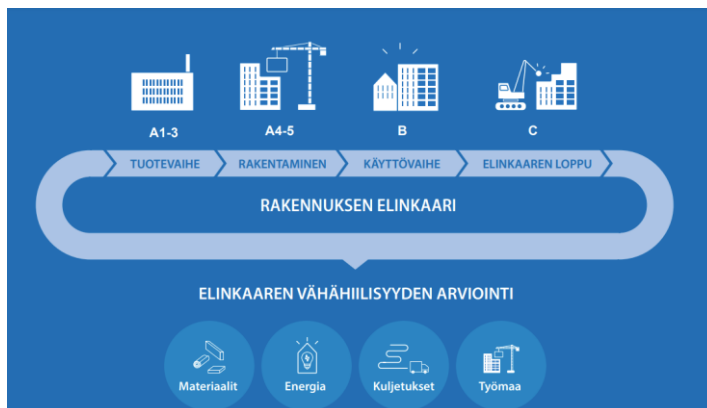 A1-3
A4-5
B
C
TUOTEVAIHE
RAKENTAMINEN
KÄYTTÖVAIHE
ELINKAAREN LOPPU
RAKENNUKSEN ELINKAARI
ELINKAAREN VÄHÄHIILISYYDEN ARVIOINTI
Materiaalit
Energia
Kuljetukset
Työmaa